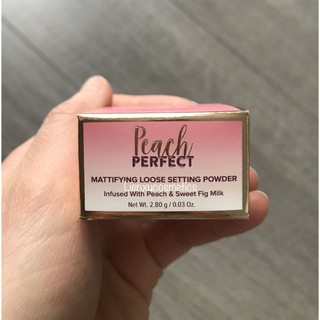 Peach
PERFECT
MATTIFYING LOOSE SETTING POWDER
Lienxucosmetics
Infused With Peach & Sweet Fig Milk
Net Wt. 2.80 g / 0.03 Oz.